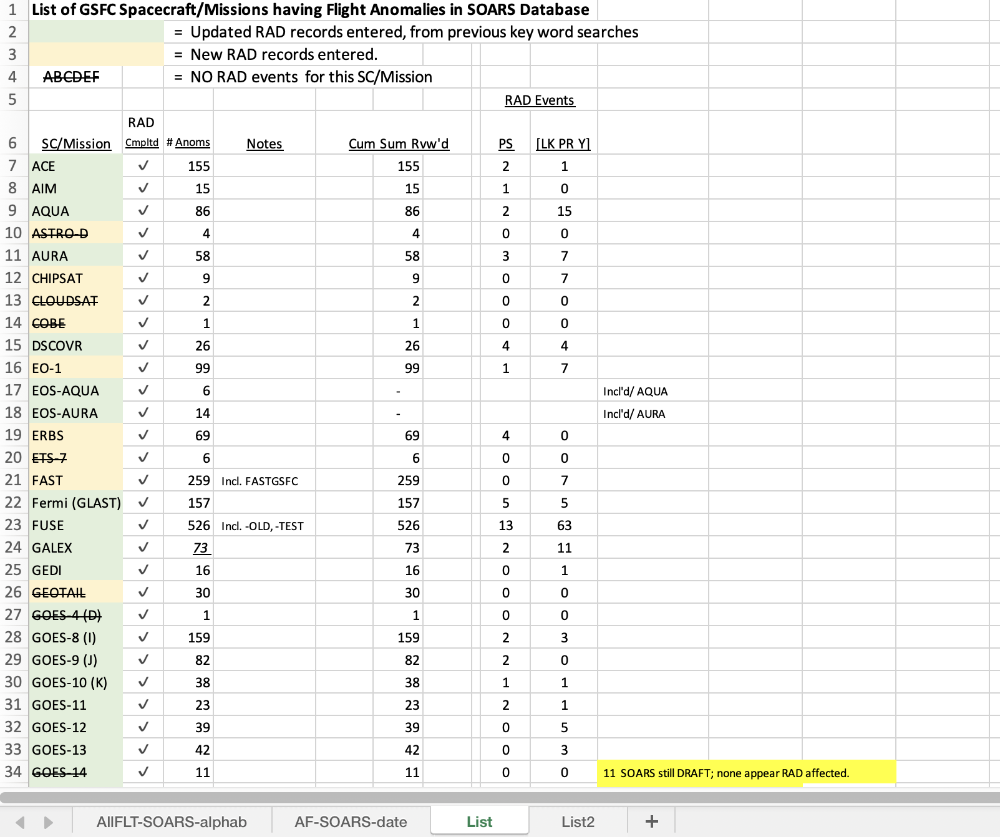 1 List of GSFC Spacecraft/Missions having Flight Anomalies in SOARS Database
2 = Updated RAD records entered, from previous key word searches
3 = New RAD records entered.
4 ABCDEF = NO RAD events for this SC/Mission
5 RAD Events
RAD
6 SC/Mission Cmpltd # Anoms Notes Cum Sum Rvw'd PS [LK PR Y]
7 ACE ✓ 155 155 2 1
8 AIM ✓ 15 15 1 0
9 AQUA ✓ 86 86 2 15
10 ASTRO-D ✓ 4 4 0 0
11 AURA ✓ 58 58 3 7
12 CHIPSAT ✓ 9 9 0 7
13 CLOUDSAT ✓ 2 2 0 0
14 COBE ✓ 1 1 0 0
15 DSCOVR ✓ 26 26 4 4
16 EO-1 ✓ 99 99 1 7
17 EOS-AQUA ✓ 6 - Incl'd/ AQUA
18 EOS-AURA ✓ 14 - Incl'd/ AURA
19 ERBS ✓ 69 69 4 0
20 ETS-7 ✓ 6 6 0 0
21 FAST ✓ 259 Incl. FASTGSFC 259 0 7
22 Fermi (GLAST) ✓ 157 157 5 5
23 FUSE ✓ 526 Incl. -OLD, -TEST 526 13 63
24 GALEX ✓ 73 73 2 11
25 GEDI ✓ 16 16 0 1
26 GEOTAIL ✓ 30 30 0 0
27 GOES-4 (D) ✓ 1 1 0 0
28 GOES-8 (I) ✓ 159 159 2 3
29 GOES-9 (J) ✓ 82 82 2 0
30 GOES-10 (K) ✓ 38 38 1 1
31 GOES-11 ✓ 23 23 2 1
32 GOES-12 ✓ 39 39 0 5
33 GOES-13 ✓ 42 42 0 3
34 GOES-14 ✓ 11 11 0 0 11 SOARS still DRAFT; none appear RAD affected.
AllFLT-SOARS-alphab AF-SOARS-date List List2 +